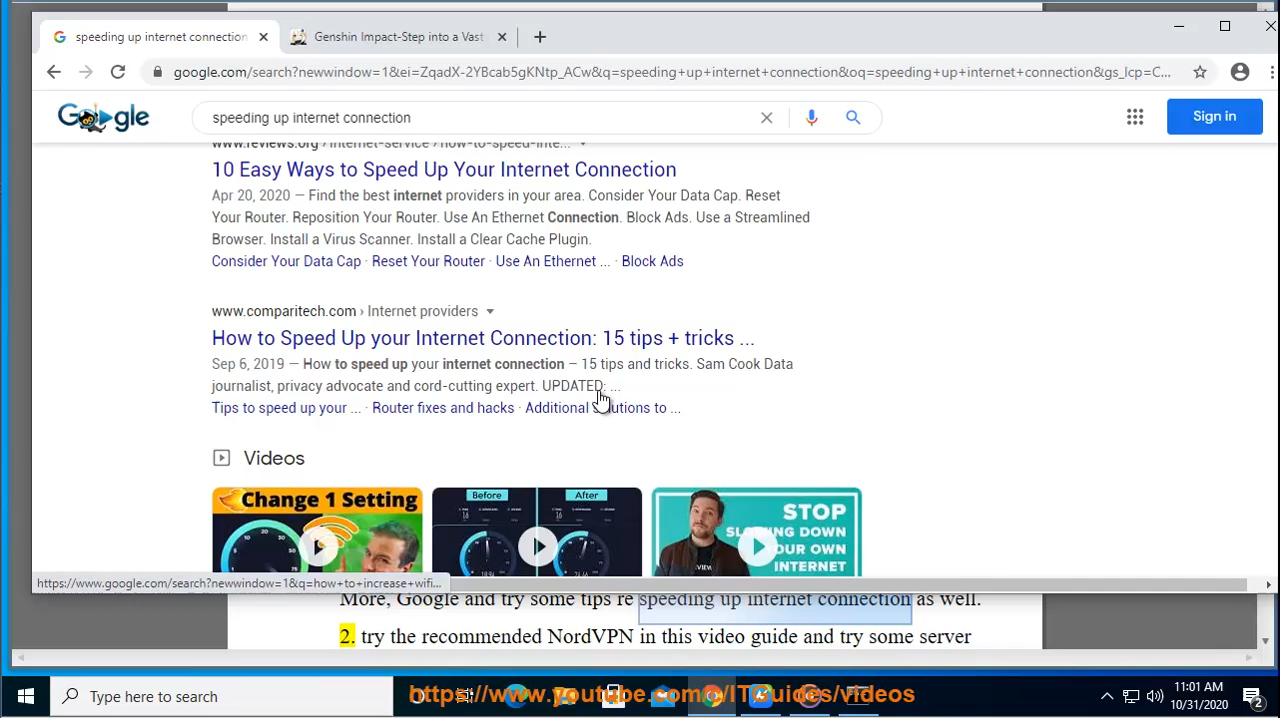 speeding up internet connection
Genshin Impact-Step into a Vast
google.com/search?newwindow=1&ei=ZqadX-2YBcab5gKNtp_ACw&q=speeding+up+internet+connection&oq=speeding+up+internet+connection&gs_lcp=C...
Google
speeding up internet connection
Sign in
www.reviews.org › internet-service › how-to-speed-inte...
10 Easy Ways to Speed Up Your Internet Connection
Apr 20, 2020 — Find the best internet providers in your area. Consider Your Data Cap. Reset
Your Router. Reposition Your Router. Use An Ethernet Connection. Block Ads. Use a Streamlined
Browser. Install a Virus Scanner. Install a Clear Cache Plugin.
Consider Your Data Cap · Reset Your Router · Use An Ethernet ... · Block Ads
www.comparitech.com › Internet providers
How to Speed Up your Internet Connection: 15 tips + tricks ...
Sep 6, 2019 — How to speed up your internet connection – 15 tips and tricks. Sam Cook Data
journalist, privacy advocate and cord-cutting expert. UPDATED: ...
Tips to speed up your ... · Router fixes and hacks · Additional solutions to ...
Videos
Change 1 Setting
Before After
STOP
SLOWING DOWN
YOUR OWN
INTERNET
https://www.google.com/search?newwindow=1&q=how+to+increase+wifi...
More, Google and try some tips re speeding up internet connection as well.
2. try the recommended NordVPN in this video guide and try some server
Type here to search
https://www.youtube.com/c/ITGuides/videos
11:01 AM
10/31/2020
2